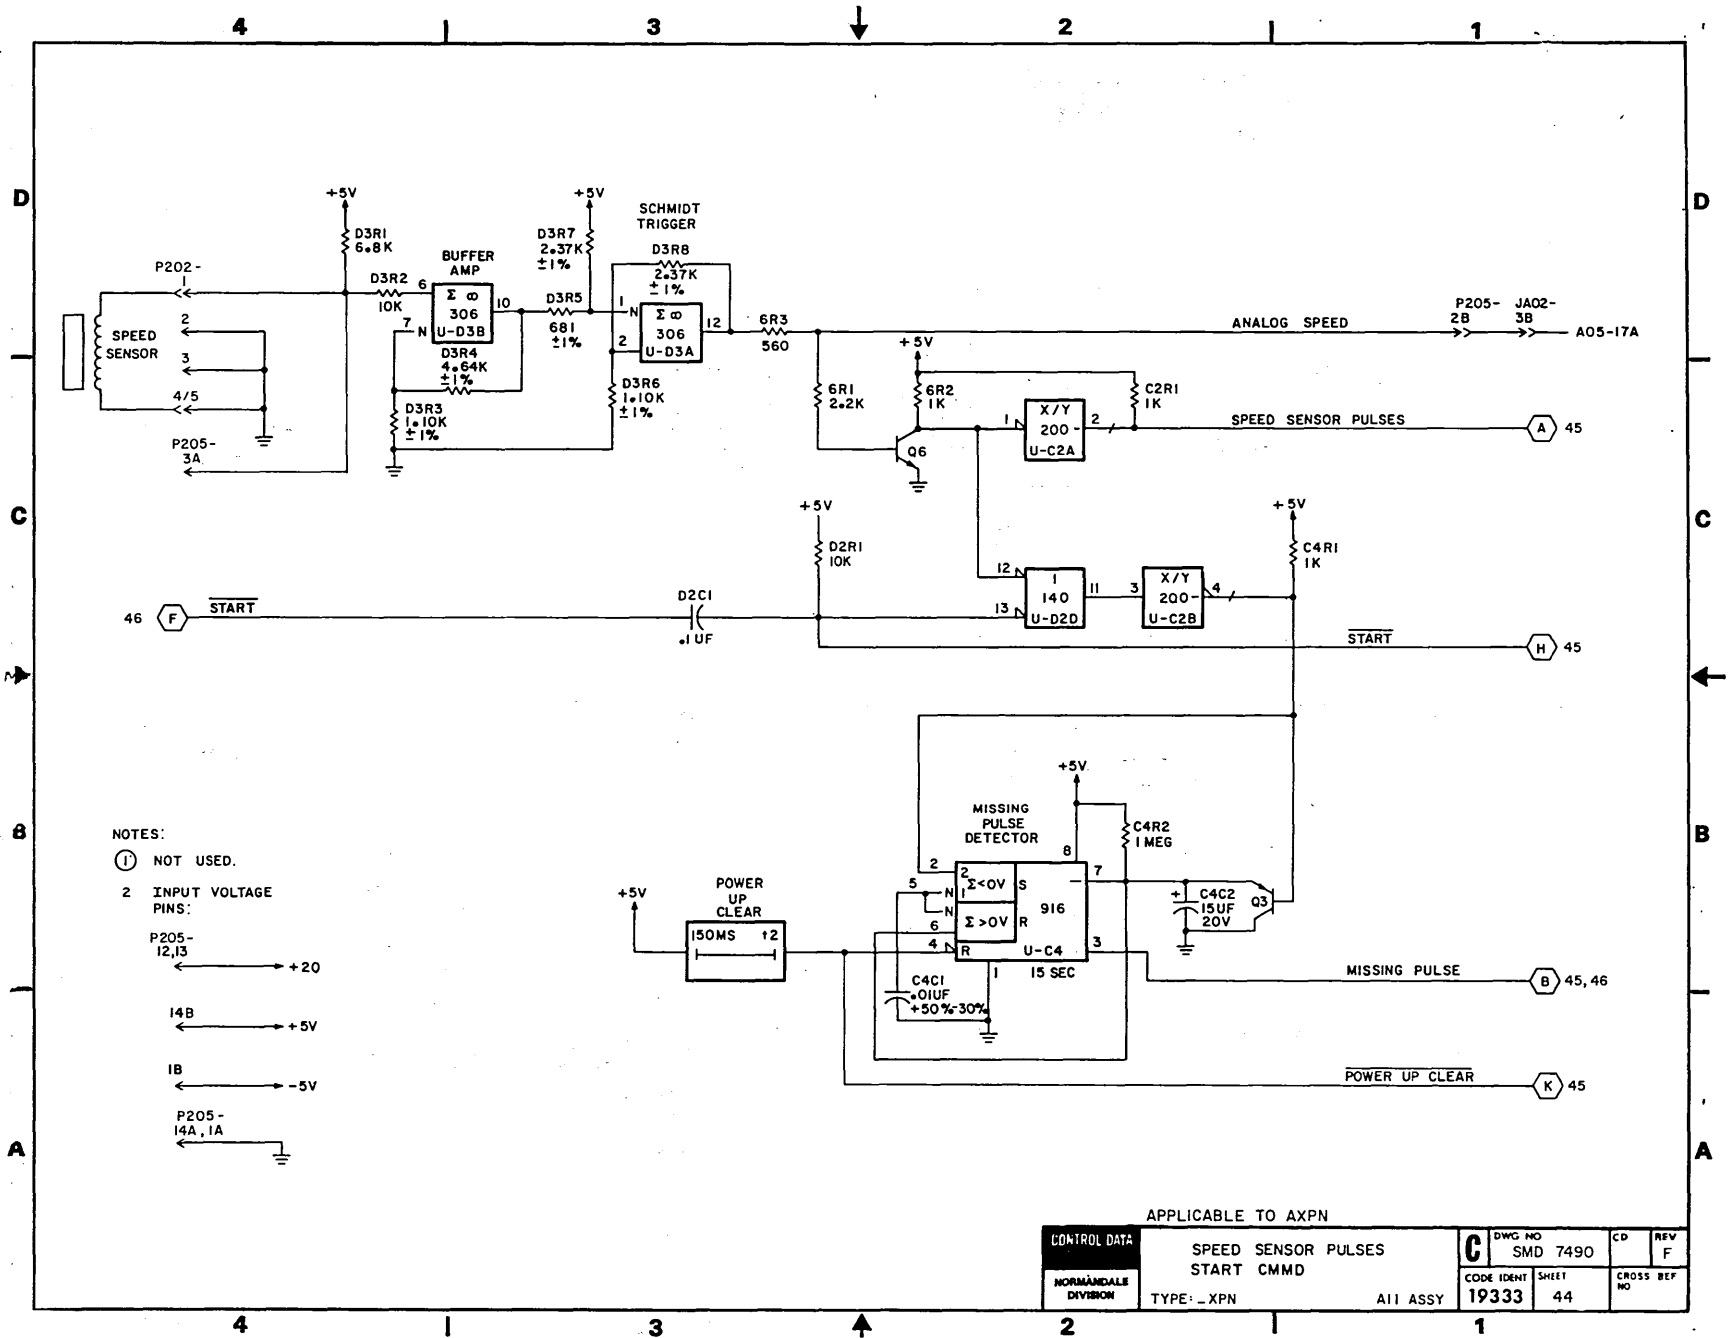 4 3 2 1
D
C
B
A
D
C
B
A
+5V
D3R1
6.8K
P202-
1
2
3
4/5
SPEED
SENSOR
P205-
3A
D3R2
10K
BUFFER
AMP
6
7 N
Σ ∞
306
U-D3B
10
D3R4
4.64K
±1%
D3R3
1.10K
±1%
+5V
D3R7
2.37K
±1%
D3R5
681
±1%
SCHMIDT
TRIGGER
D3R8
2.37K
±1%
1 N
2
Σ ∞
306
U-D3A
12
D3R6
1.10K
±1%
6R3
560
ANALOG SPEED
P205-
2B
JA02-
3B
A05-17A
6R1
2.2K
+5V
6R2
1K
Q6
1
X/Y
200
U-C2A
2
C2R1
1K
SPEED SENSOR PULSES
A 45
46 F START
D2C1
.1UF
+5V
D2R1
10K
12
13
1
140
U-D2D
11
3
X/Y
200
U-C2B
4
+5V
C4R1
1K
START
H 45
+5V
MISSING
PULSE
DETECTOR
C4R2
1 MEG
8
2
5
6
4
2
1
N
N
Σ<0V S
Σ>0V R
R
916
U-C4
15 SEC
7
3
1
C4C2
15UF
20V
+
Q3
C4C1
.01UF
+50%-30%
+5V
POWER
UP
CLEAR
150MS t2
MISSING PULSE
B 45, 46
POWER UP CLEAR
K 45
NOTES:
1 NOT USED.
2 INPUT VOLTAGE
PINS:
P205-
12,13
+20
14B
+5V
1B
-5V
P205-
14A, 1A
APPLICABLE TO AXPN
CONTROL DATA
NORMANDALE
DIVISION
SPEED SENSOR PULSES
START CMMD
TYPE: _XPN A11 ASSY
C
DWG NO
SMD 7490
CD
REV
F
CODE IDENT
19333
SHEET
44
CROSS REF
NO
4 3 2 1